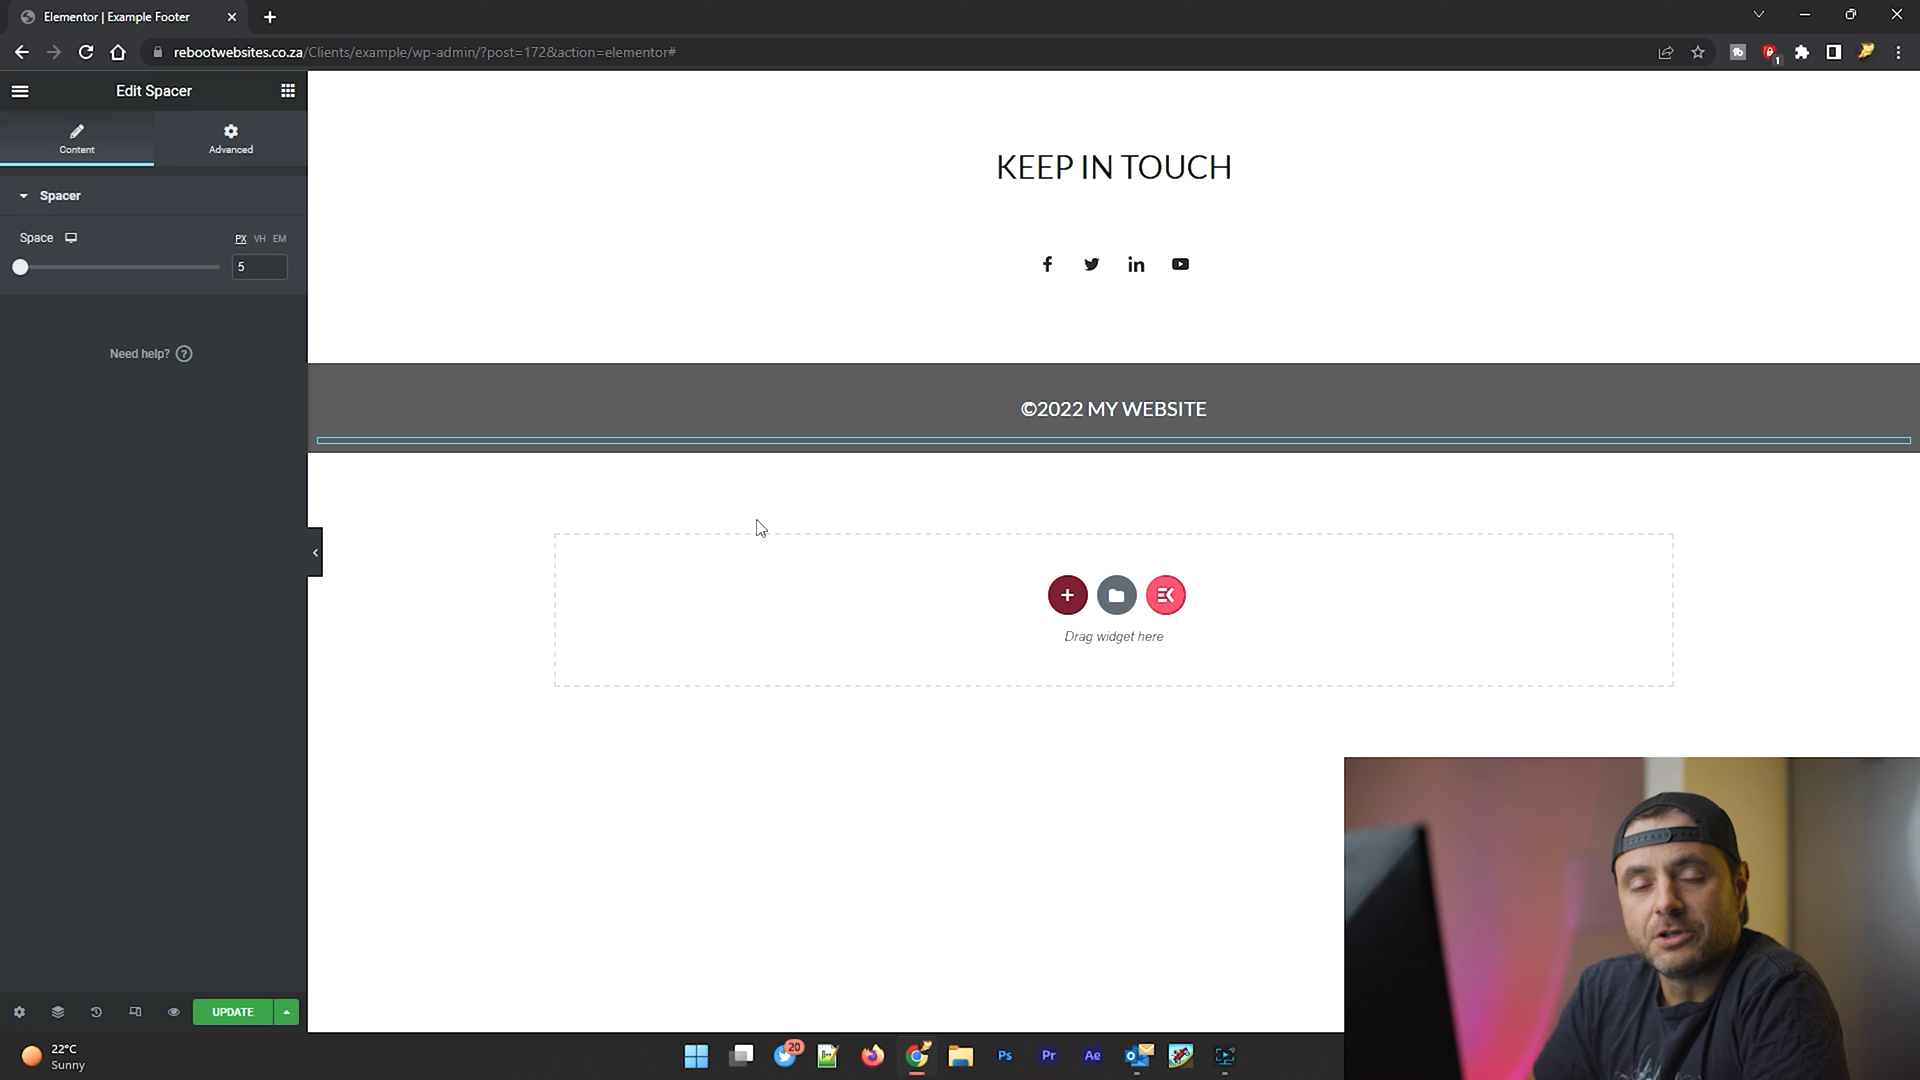 Elementor | Example Footer
rebootwebsites.co.za/Clients/example/wp-admin/?post=172&action=elementor#
1
Edit Spacer
Content
Advanced
Spacer
Space
PX VH EM
5
Need help? ?
KEEP IN TOUCH
©2022 MY WEBSITE
Drag widget here
UPDATE
22°C
Sunny
20
Ps
Pr
Ae